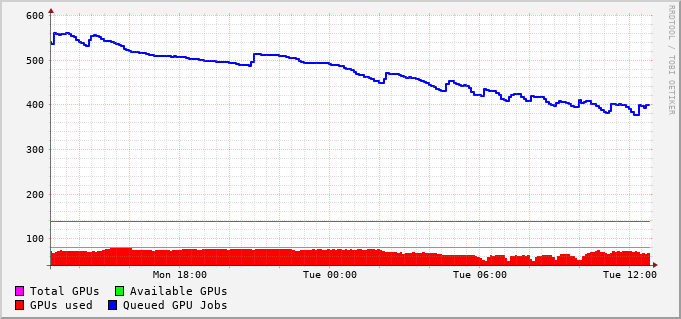 600
500
400
300
200
100
Mon 18:00 Tue 00:00 Tue 06:00 Tue 12:00
Total GPUs Available GPUs
GPUs used Queued GPU Jobs
RRDTOOL / TOBI OETIKER